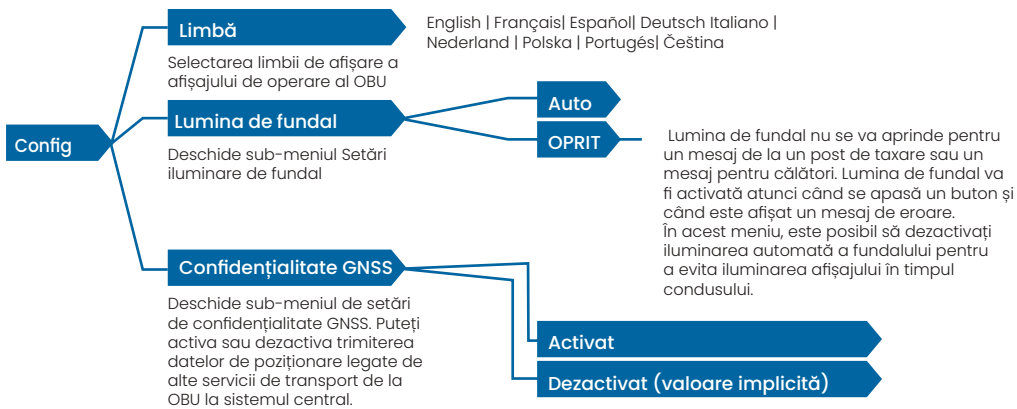 Config
Limbă
English | Français| Español| Deutsch Italiano |
Nederland | Polska | Portugés| Čeština
Selectarea limbii de afișare a
afișajului de operare al OBU
Lumina de fundal
Deschide sub-meniul Setări
iluminare de fundal
Auto
OPRIT
Lumina de fundal nu se va aprinde pentru
un mesaj de la un post de taxare sau un
mesaj pentru călători. Lumina de fundal va
fi activată atunci când se apasă un buton și
când este afișat un mesaj de eroare.
În acest meniu, este posibil să dezactivați
iluminarea automată a fundalului pentru
a evita iluminarea afișajului în timpul
condusului.
Confidențialitate GNSS
Deschide sub-meniul de setări
de confidențialitate GNSS. Puteți
activa sau dezactiva trimiterea
datelor de poziționare legate de
alte servicii de transport de la
OBU la sistemul central.
Activat
Dezactivat (valoare implicită)